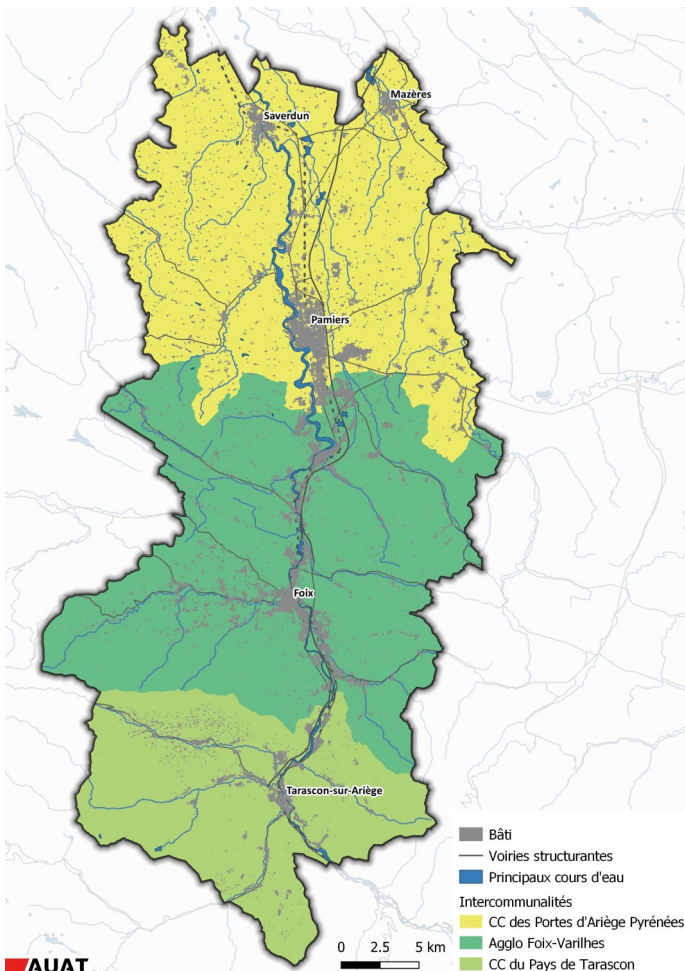 Mazères
Saverdun
Pamiers
Foix
Tarascon-sur-Ariège
Bâti
Voiries structurantes
Principaux cours d'eau
Intercommunalités
CC des Portes d'Ariège Pyrénées
Agglo Foix-Varilhes
CC du Pays de Tarascon
0 2.5 5 km
AUAT